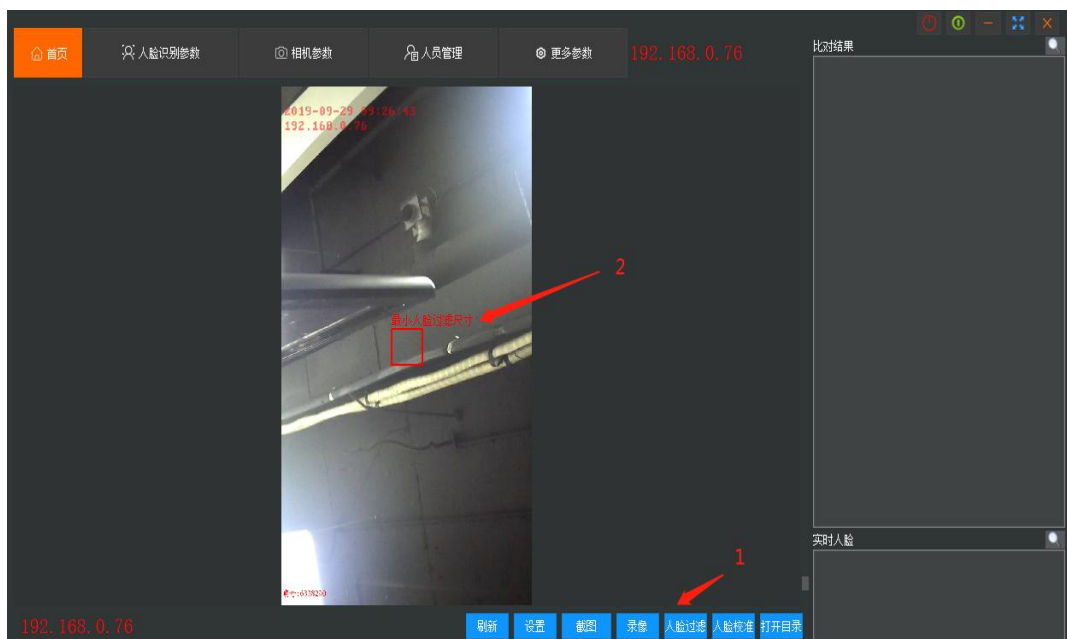 首页
人脸识别参数
相机参数
人员管理
更多参数
192.168.0.76
比对结果
2019-09-29 09:26:43
192.168.0.76
2
最小人脸过滤尺寸
实时人脸
1
192.168.0.76
刷新
设置
截图
录像
人脸过滤
人脸校准
打开目录